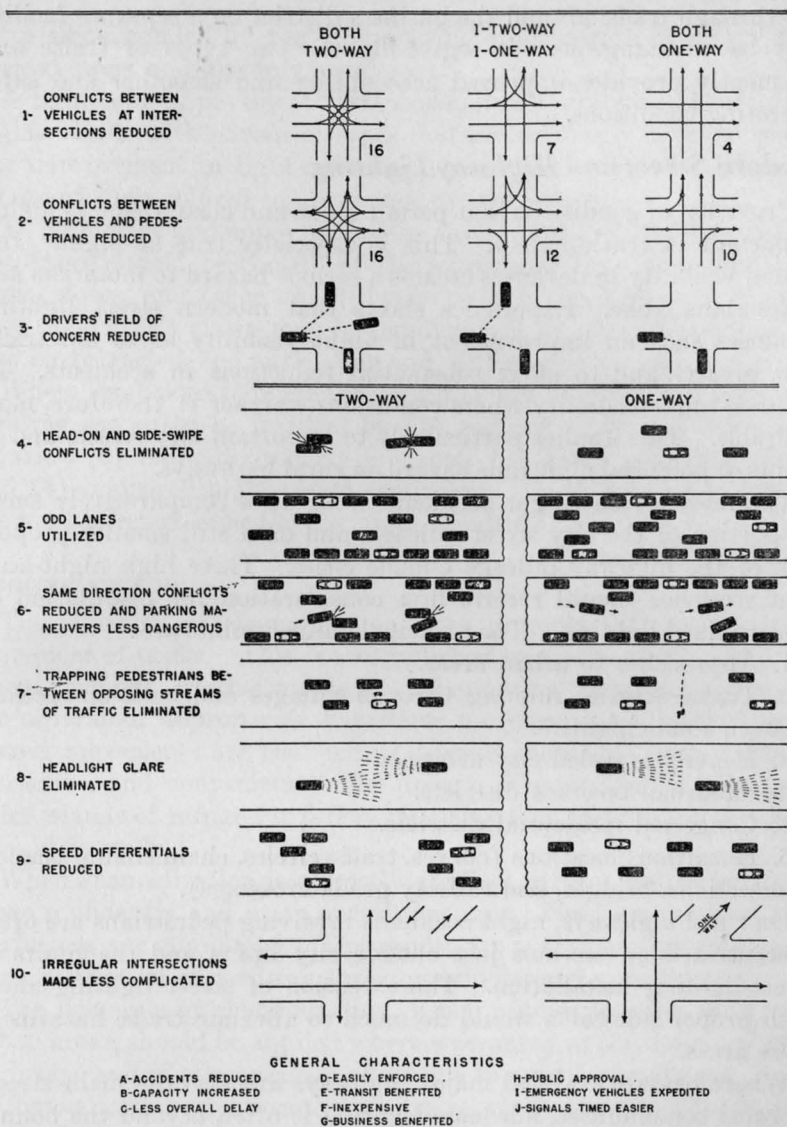 BOTH
TWO-WAY
1-TWO-WAY
1-ONE-WAY
BOTH
ONE-WAY
1- CONFLICTS BETWEEN
VEHICLES AT INTER-
SECTIONS REDUCED
16
7
4
2- CONFLICTS BETWEEN
VEHICLES AND PEDES-
TRIANS REDUCED
16
12
10
3- DRIVERS' FIELD OF
CONCERN REDUCED
TWO-WAY
ONE-WAY
4- HEAD-ON AND SIDE-SWIPE
CONFLICTS ELIMINATED
5- ODD LANES
UTILIZED
6- SAME DIRECTION CONFLICTS
REDUCED AND PARKING MA-
NEUVERS LESS DANGEROUS
7- TRAPPING PEDESTRIANS BE-
TWEEN OPPOSING STREAMS
OF TRAFFIC ELIMINATED
8- HEADLIGHT GLARE
ELIMINATED
9- SPEED DIFFERENTIALS
REDUCED
ONE
WAY
10- IRREGULAR INTERSECTIONS
MADE LESS COMPLICATED
GENERAL CHARACTERISTICS
A-ACCIDENTS REDUCED
B-CAPACITY INCREASED
C-LESS OVERALL DELAY
D-EASILY ENFORCED
E-TRANSIT BENEFITED
F-INEXPENSIVE
G-BUSINESS BENEFITED
H-PUBLIC APPROVAL
I-EMERGENCY VEHICLES EXPEDITED
J-SIGNALS TIMED EASIER